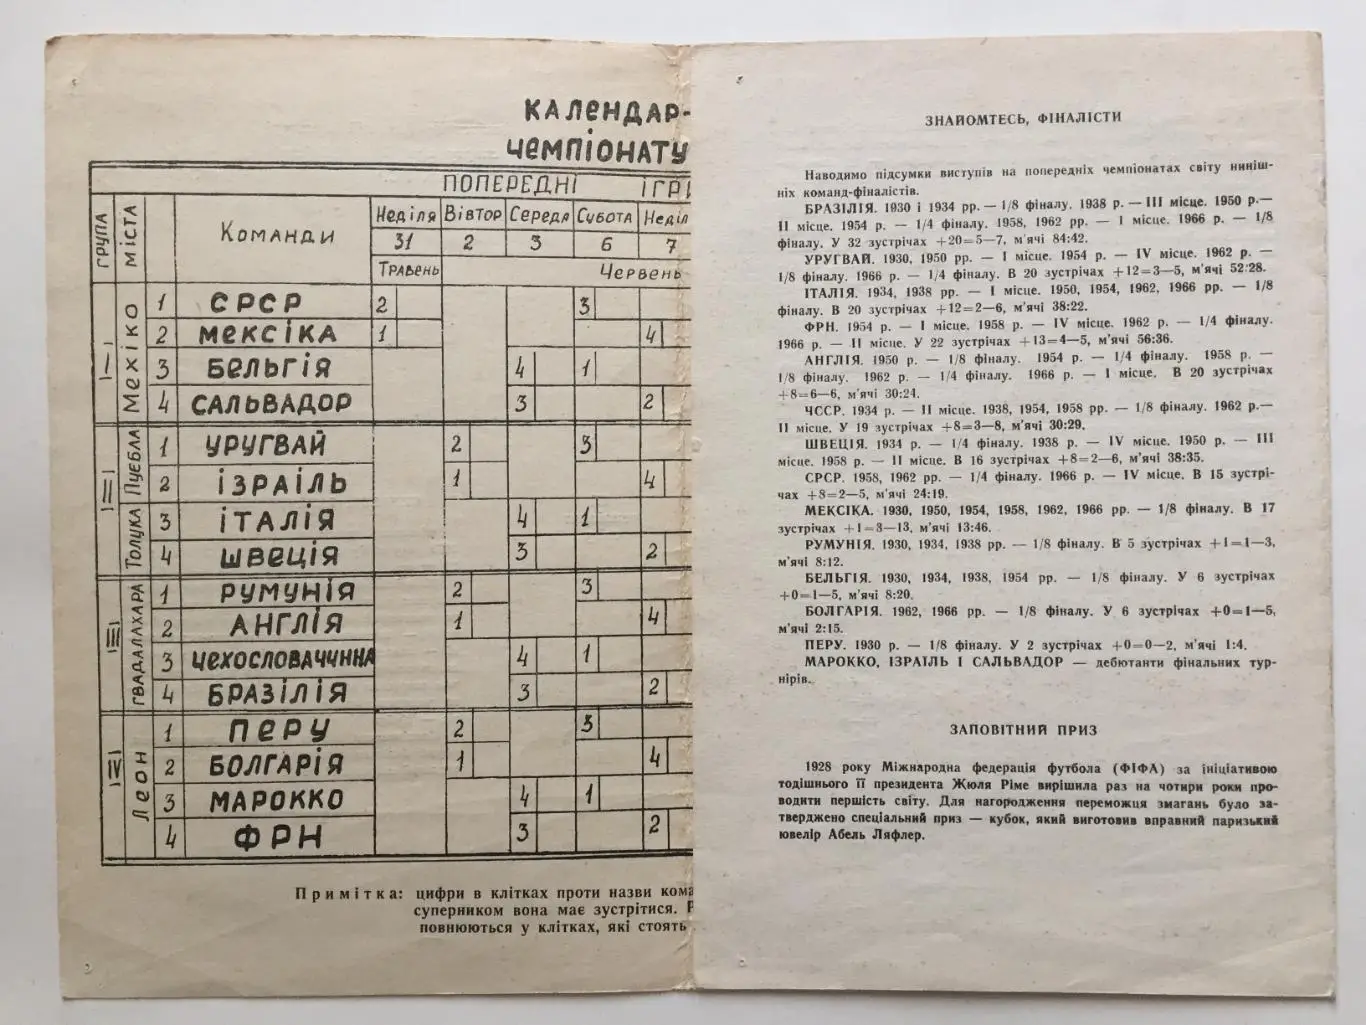 КАЛЕНДАР-
ЧЕМПІОНАТУ
ГРУПА МІСТА Команди ПОПЕРЕДНІ ІГРИ
Неділя Вівтор Середа Субота Неділ
31 2 3 6 7
Травень Червень
I Мехіко
1 СРСР 2 3
2 МЕКСІКА 1 4
3 БЕЛЬГІЯ 4 1
4 САЛЬВАДОР 3 2
II Пуєбла Толука
1 УРУГВАЙ 2 3
2 ІЗРАІЛЬ 1 4
3 ІТАЛІЯ 4 1
4 ШВЕЦІЯ 3 2
III ГВАДАЛАХАРА
1 РУМУНІЯ 2 3
2 АНГЛІЯ 1 4
3 ЧЕХОСЛОВАЧЧИНА 4 1
4 БРАЗІЛІЯ 3 2
IV Леон
1 ПЕРУ 2 3
2 БОЛГАРІЯ 1 4
3 МАРОККО 4 1
4 ФРН 3 2
Примітка: цифри в клітках проти назви кома
суперником вона має зустрітися.
повнюються у клітках, які стоять
ЗНАЙОМТЕСЬ, ФІНАЛІСТИ
Наводимо підсумки виступів на попередніх чемпіонатах світу ниніш-
ніх команд-фіналістів.
БРАЗІЛІЯ. 1930 і 1934 рр. — 1/8 фіналу. 1938 р. — III місце. 1950 р.—
II місце. 1954 р. — 1/4 фіналу. 1958, 1962 рр. — I місце. 1966 р. — 1/8
фіналу. У 32 зустрічах +20=5—7, м'ячі 84:42.
УРУГВАЙ. 1930, 1950 рр. — I місце. 1954 р. — IV місце. 1962 р. —
1/8 фіналу. 1966 р. — 1/4 фіналу. В 20 зустрічах +12=3—5, м'ячі 52:28.
ІТАЛІЯ. 1934, 1938 рр. — I місце. 1950, 1954, 1962, 1966 рр. — 1/8
фіналу. В 20 зустрічах +12=2—6, м'ячі 38:22.
ФРН. 1954 р. — I місце. 1958 р. — IV місце. 1962 р. — 1/4 фіналу.
1966 р. — II місце. У 22 зустрічах +13=4—5, м'ячі 56:36.
АНГЛІЯ. 1950 р. — 1/8 фіналу. 1954 р. — 1/4 фіналу. 1958 р. —
1/8 фіналу. 1962 р. — 1/4 фіналу. 1966 р. — I місце. В 20 зустрічах
+8=6—6, м'ячі 30:24.
ЧССР. 1934 р. — II місце. 1938, 1954, 1958 рр. — 1/8 фіналу. 1962 р.—
II місце. У 19 зустрічах +8=3—8, м'ячі 30:29.
ШВЕЦІЯ. 1934 р. — 1/4 фіналу. 1938 р. — IV місце. 1950 р. — III
місце. 1958 р. — II місце. В 16 зустрічах +8=2—6, м'ячі 38:35.
СРСР. 1958, 1962 рр. — 1/4 фіналу. 1966 р. — IV місце. В 15 зустрі-
чах +8=2—5, м'ячі 24:19.
МЕКСІКА. 1930, 1950, 1954, 1958, 1962, 1966 рр. — 1/8 фіналу. В 17
зустрічах +1=3—13, м'ячі 13:46.
РУМУНІЯ. 1930, 1934, 1938 рр. — 1/8 фіналу. В 5 зустрічах +1=1—3,
м'ячі 8:12.
БЕЛЬГІЯ. 1930, 1934, 1938, 1954 рр. — 1/8 фіналу. У 6 зустрічах
+0=1—5, м'ячі 8:20.
БОЛГАРІЯ. 1962, 1966 рр. — 1/8 фіналу. У 6 зустрічах +0=1—5,
м'ячі 2:15.
ПЕРУ. 1930 р. — 1/8 фіналу. У 2 зустрічах +0=0—2, м'ячі 1:4.
МАРОККО, ІЗРАІЛЬ І САЛЬВАДОР — дебютанти фінальних тур-
нірів.
ЗАПОВІТНИЙ ПРИЗ
1928 року Міжнародна федерація футбола (ФІФА) за ініціативою
тодішнього її президента Жюля Ріме вирішила раз на чотири роки про-
водити першість світу. Для нагородження переможця змагань було за-
тверджено спеціальний приз — кубок, який виготовив вправний паризький
ювелір Абель Ляфлер.